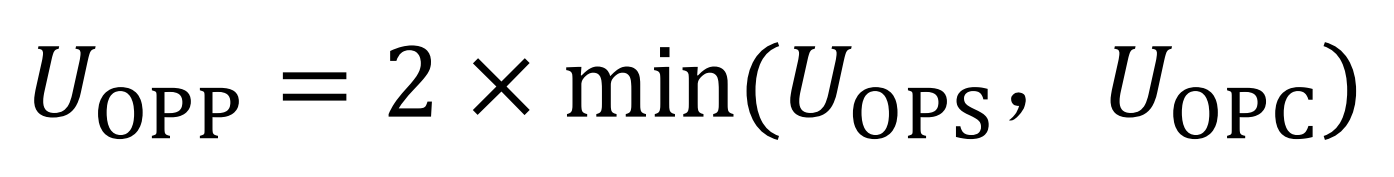 U_OPP = 2 × min(U_OPS, U_OPC)